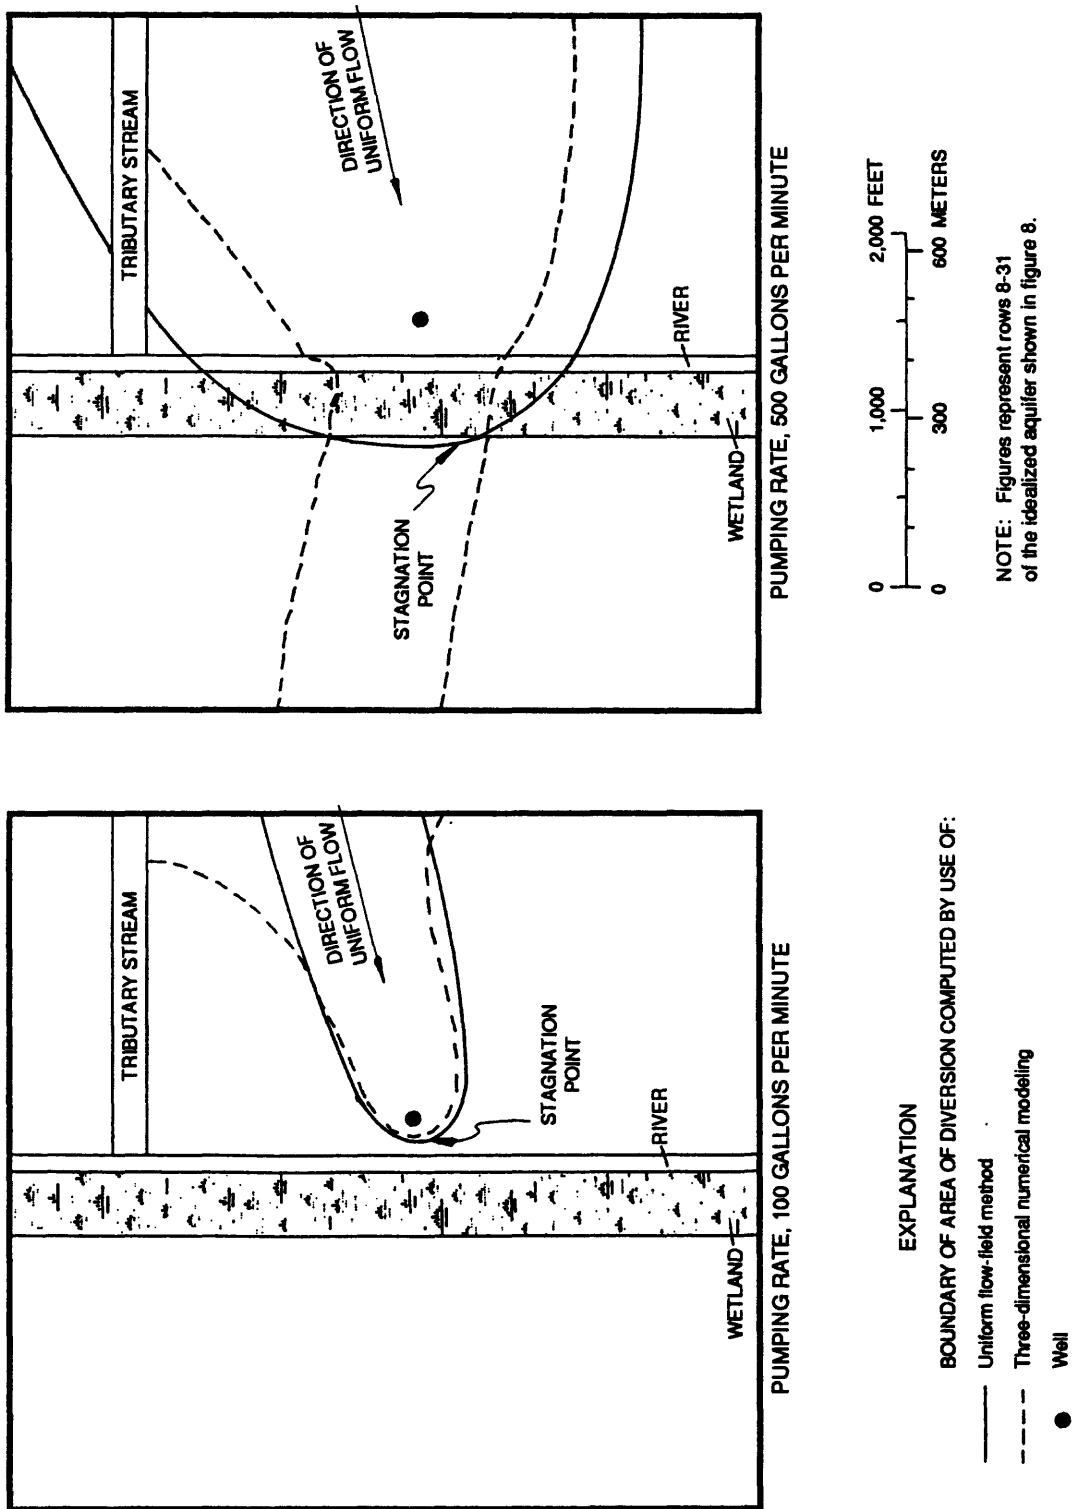 TRIBUTARY STREAM
DIRECTION OF
UNIFORM FLOW
STAGNATION
POINT
RIVER
WETLAND
PUMPING RATE, 100 GALLONS PER MINUTE
TRIBUTARY STREAM
DIRECTION OF
UNIFORM FLOW
STAGNATION
POINT
RIVER
WETLAND
PUMPING RATE, 500 GALLONS PER MINUTE
EXPLANATION
BOUNDARY OF AREA OF DIVERSION COMPUTED BY USE OF:
Uniform flow-field method
Three-dimensional numerical modeling
Well
0 1,000 2,000 FEET
0 300 600 METERS
NOTE: Figures represent rows 8-31
of the idealized aquifer shown in figure 8.